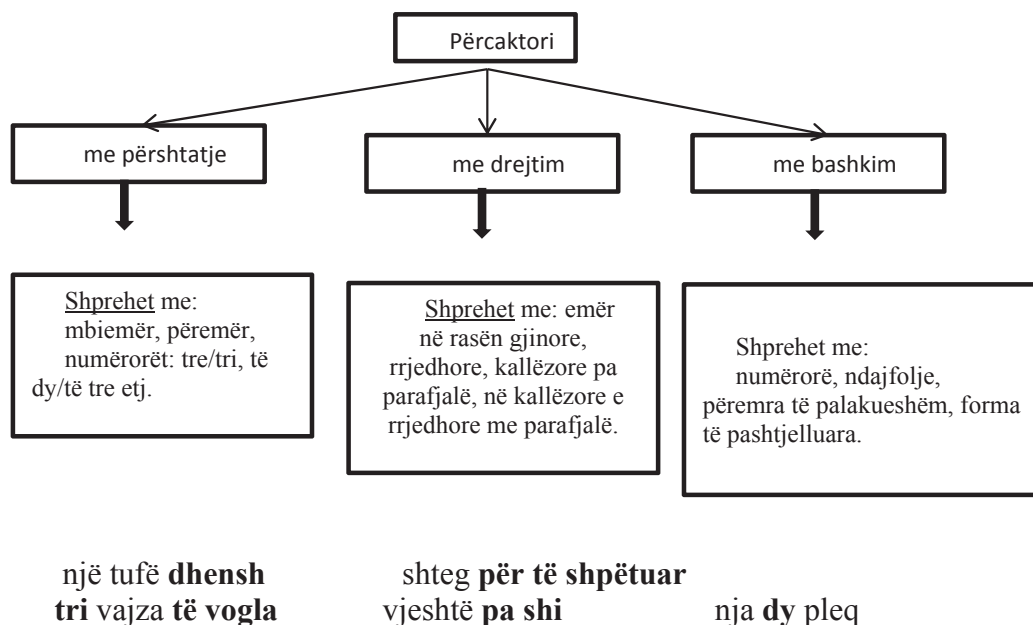 Përcaktori
me përshtatje
me drejtim
me bashkim
Shprehet me:
mbiemër, përemër,
numërorët: tre/tri, të
dy/të tre etj.
Shprehet me: emër
në rasën gjinore,
rrjedhore, kallëzore pa
parafjalë, në kallëzore e
rrjedhore me parafjalë.
Shprehet me:
numërorë, ndajfolje,
përemra të palakueshëm, forma
të pashtjelluara.
një tufë dhensh shteg për të shpëtuar
tri vajza të vogla vjeshtë pa shi nja dy pleq